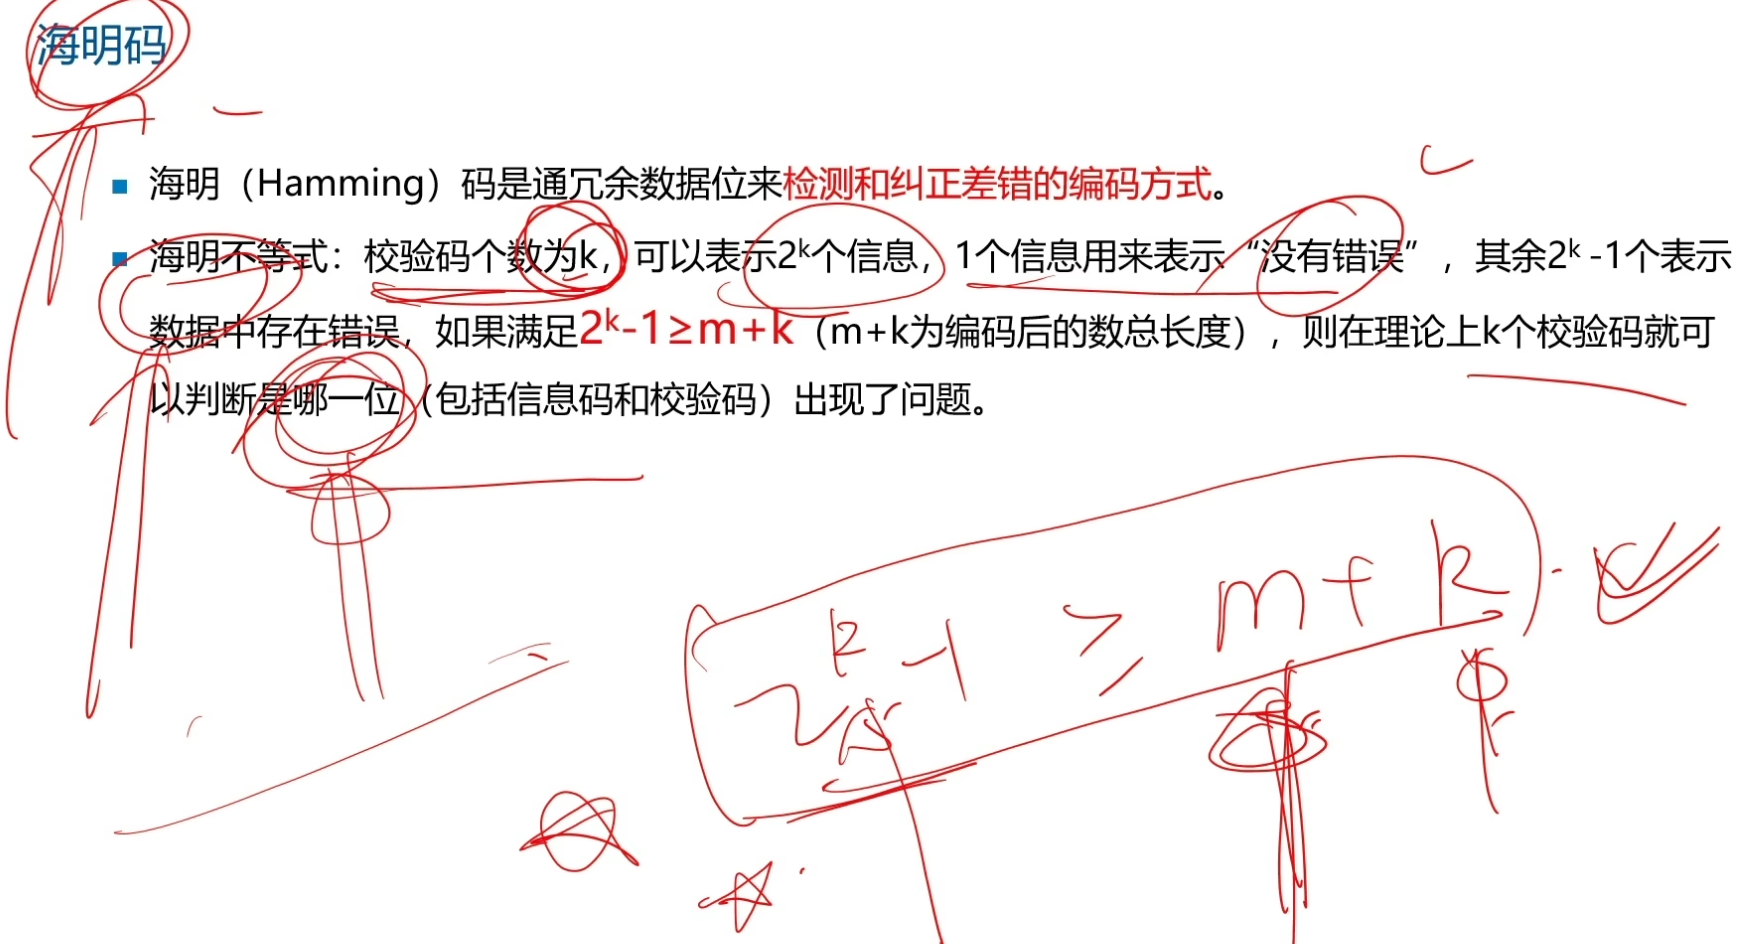 海明码
海明（Hamming）码是通冗余数据位来检测和纠正差错的编码方式。
海明不等式：校验码个数为k，可以表示2ᵏ个信息，1个信息用来表示“没有错误”，其余2ᵏ -1个表示
数据中存在错误，如果满足2ᵏ-1≥m+k（m+k为编码后的数总长度），则在理论上k个校验码就可
以判断是哪一位（包括信息码和校验码）出现了问题。
2ᵏ-1 ≥ m+k